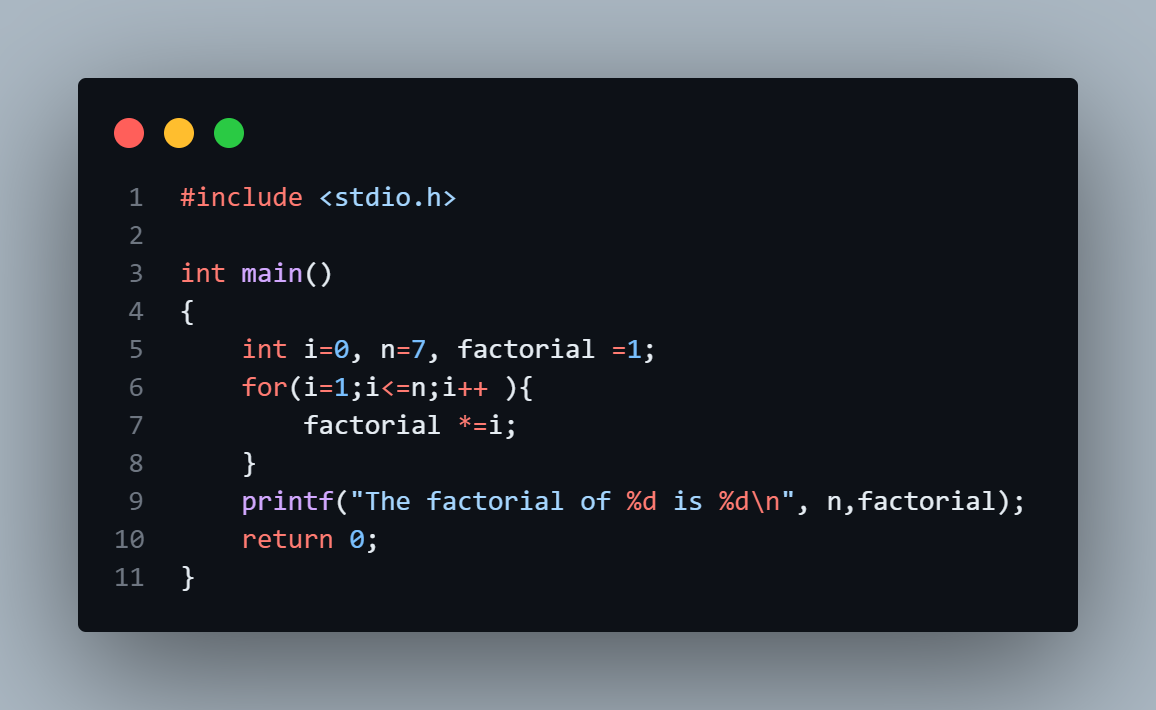 1 #include <stdio.h>
2
3 int main()
4 {
5     int i=0, n=7, factorial =1;
6     for(i=1;i<=n;i++ ){
7         factorial *=i;
8     }
9     printf("The factorial of %d is %d\n", n,factorial);
10     return 0;
11 }